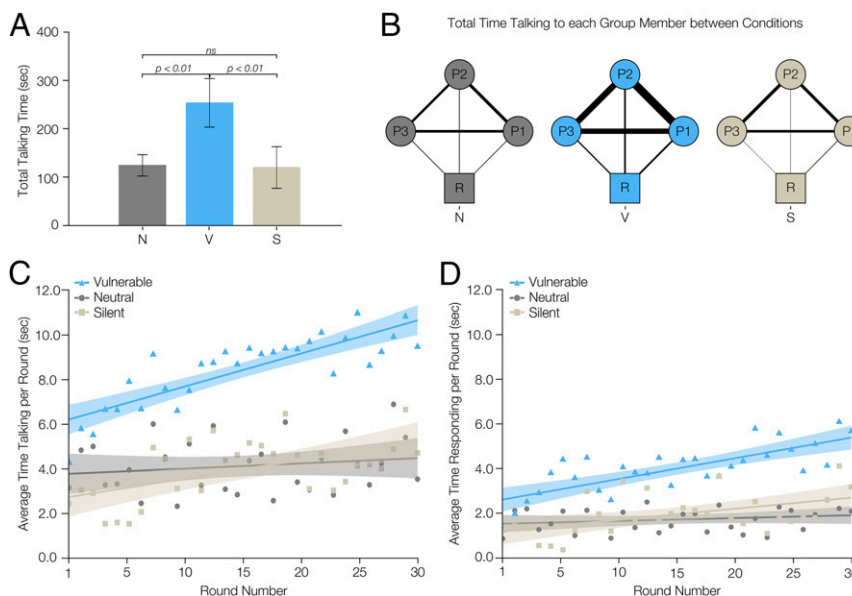 A
Total Talking Time (sec)
400
300
200
100
0
ns
p < 0.01
p < 0.01
N
V
S
B
Total Time Talking to each Group Member between Conditions
P2
P3
P1
R
N
P2
P3
P1
R
V
P2
P3
R
S
C
Vulnerable
Neutral
Silent
Average Time Talking per Round (sec)
12.0
10.0
8.0
6.0
4.0
2.0
0.0
1
5
10
15
20
25
30
Round Number
D
Vulnerable
Neutral
Silent
Average Time Responding per Round (sec)
12.0
10.0
8.0
6.0
4.0
2.0
0.0
1
5
10
15
20
25
30
Round Number